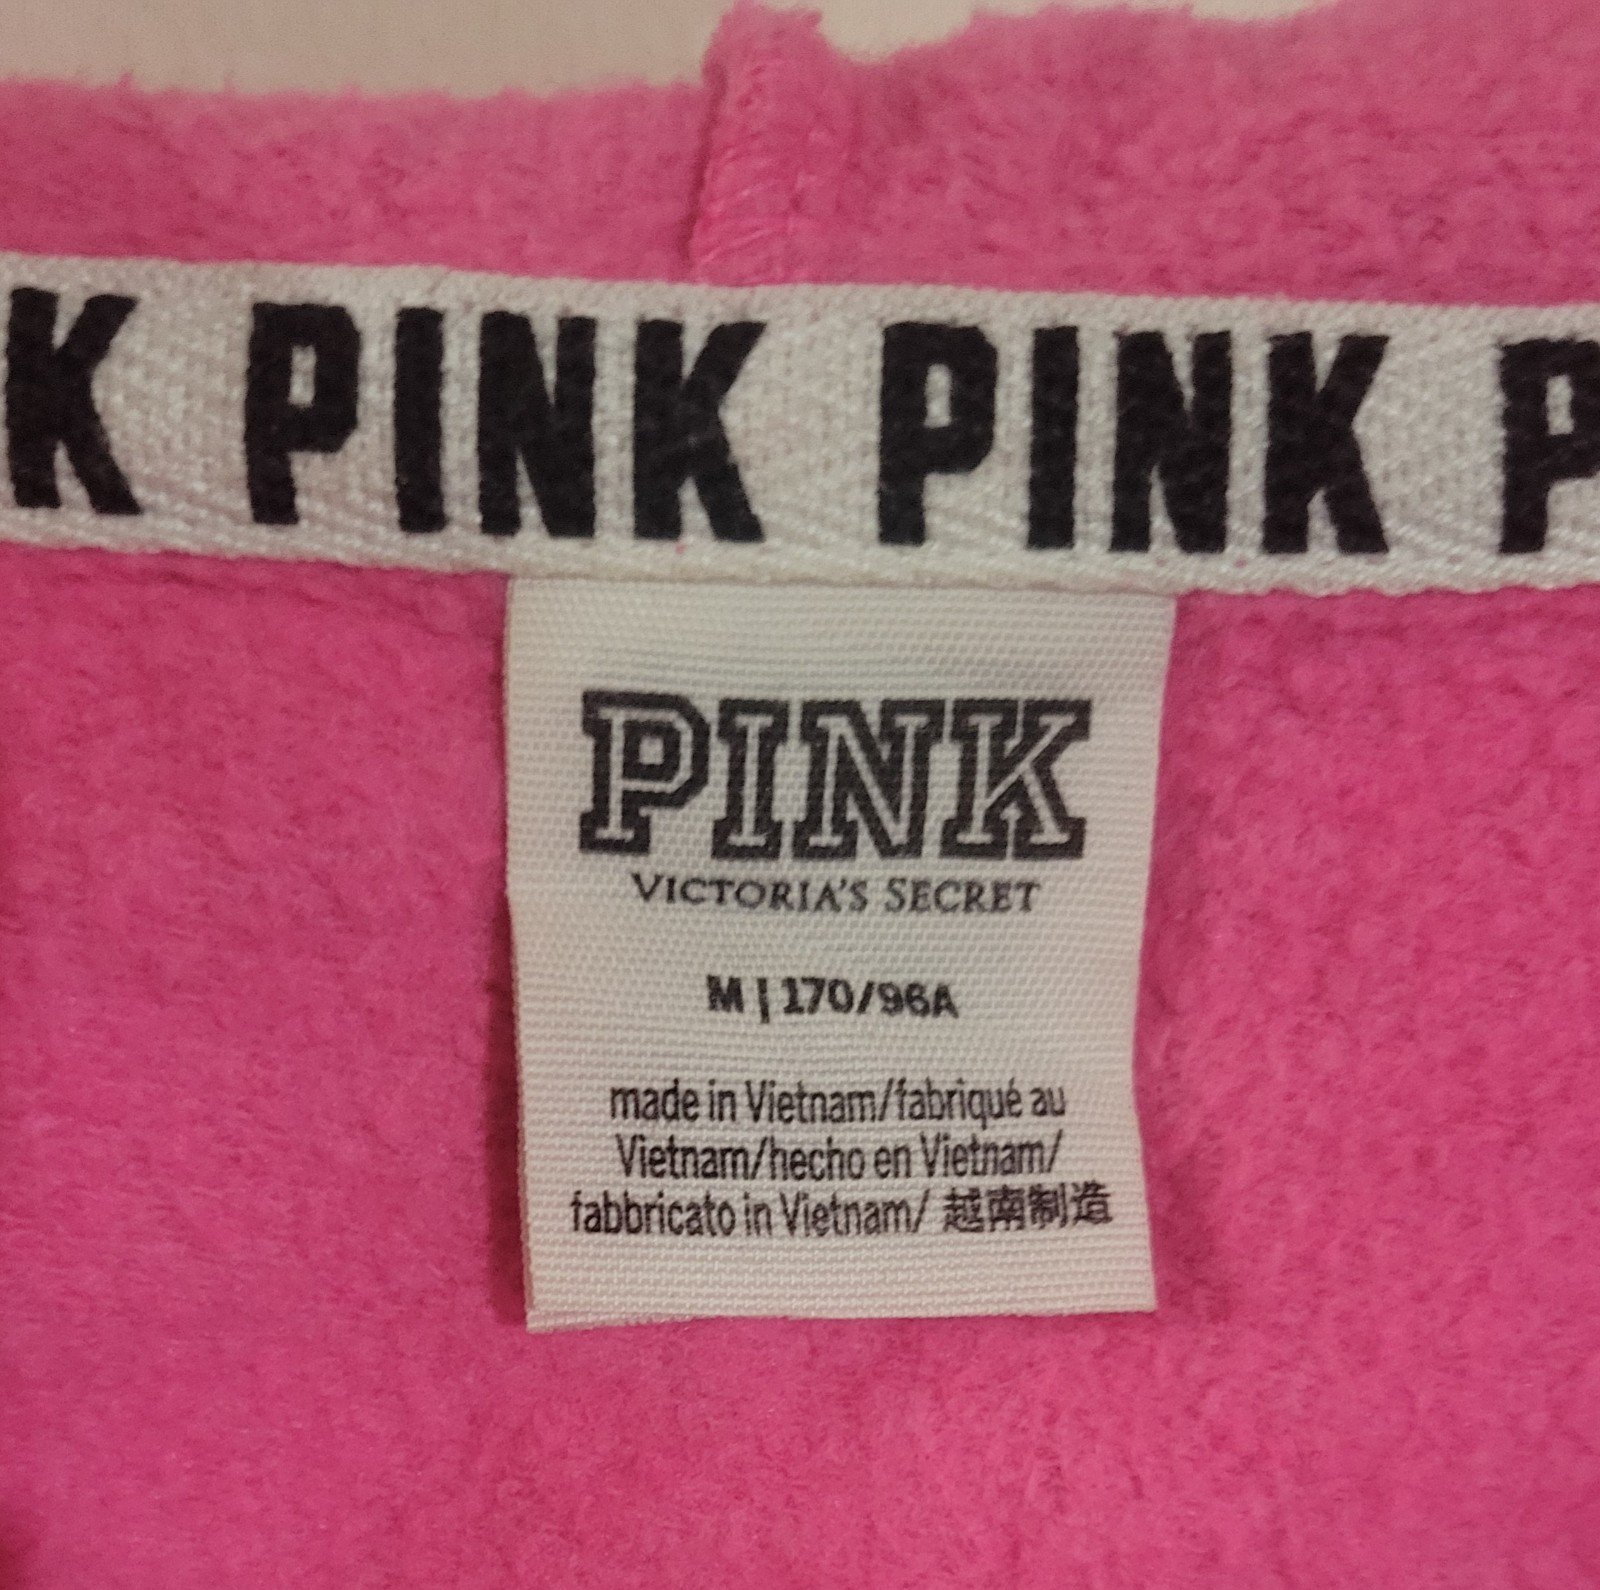 K PINK PINK P
PINK
VICTORIA'S SECRET
M | 170/96A
made in Vietnam/fabriqué au
Vietnam/hecho en Vietnam/
fabbricato in Vietnam/ 越南制造